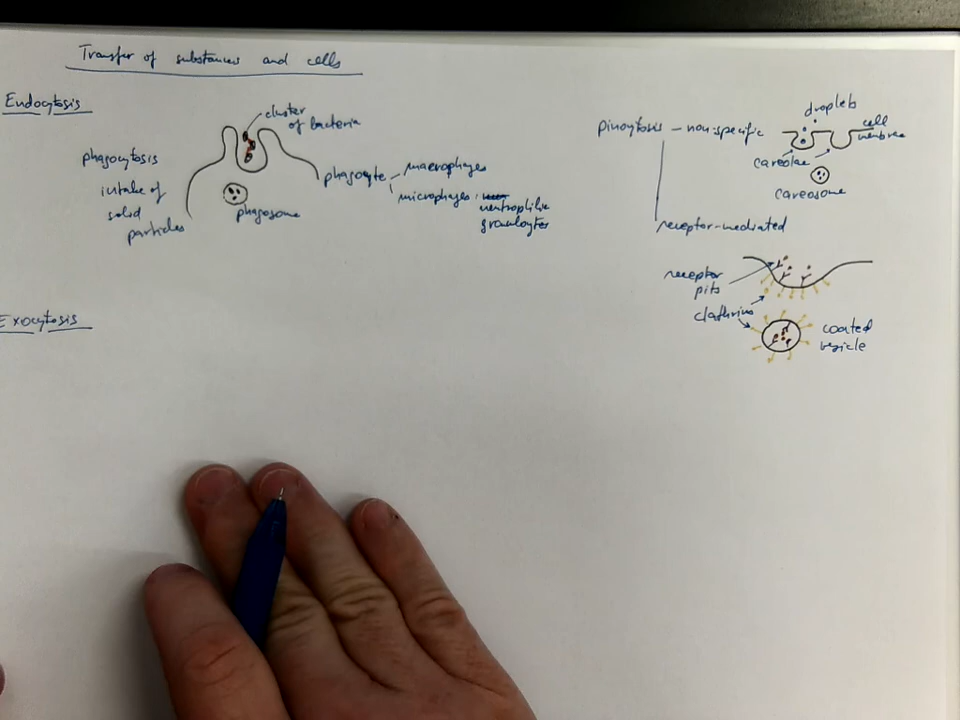 Transfer of substances and cells
Endocytosis
cluster
of bacteria
phagocytosis
intake of
solid
particles
phagosome
phagocyte
macrophages
microphages :
neutrophilic
granulocytes
Pinocytosis - non-specific
droplets
cell
membrane
caveolae
caveosome
receptor-mediated
receptor
pits
clathrins
coated
vesicle
Exocytosis